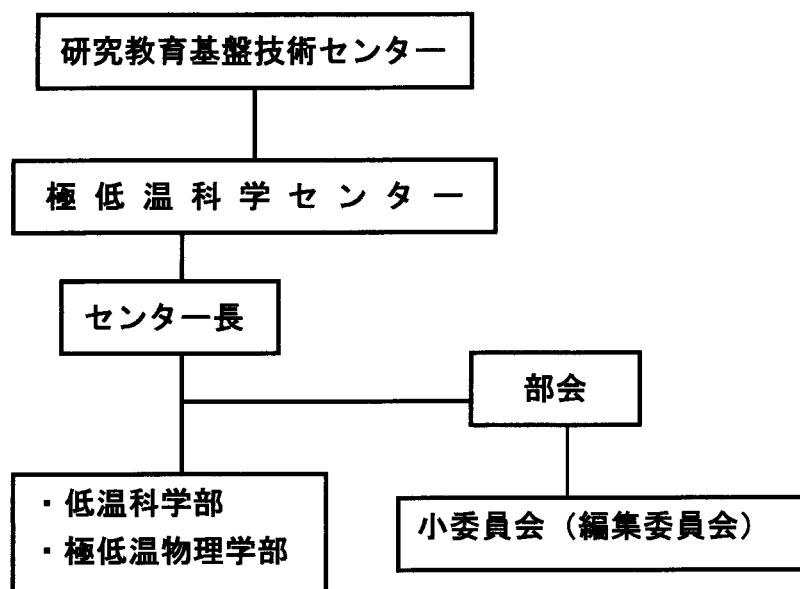 研究教育基盤技術センター
極低温科学センター
センター長
部会
・低温科学部
・極低温物理学部
小委員会（編集委員会）